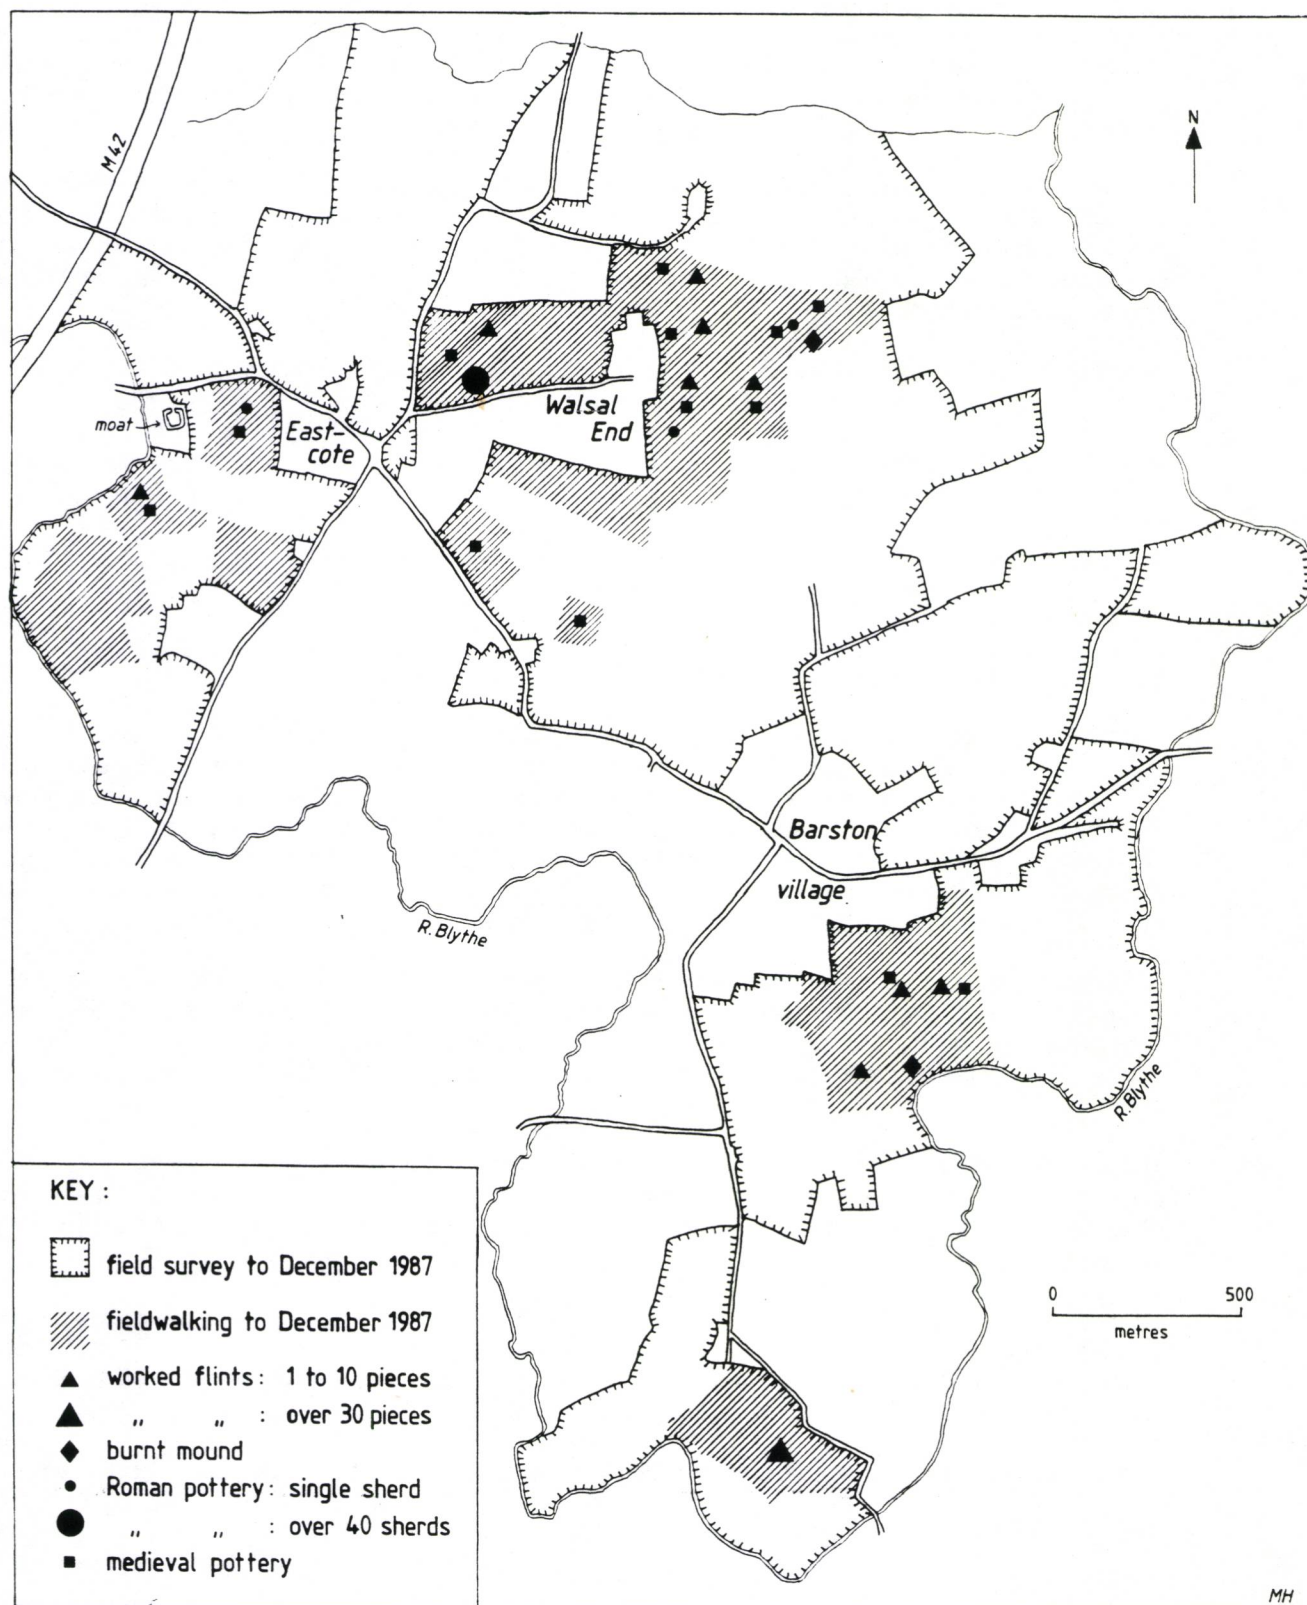 N
M42
moat
East-
cote
Walsal
End
Barston
village
R. Blythe
R. Blythe
0 500
metres
KEY :
field survey to December 1987
fieldwalking to December 1987
worked flints : 1 to 10 pieces
" " : over 30 pieces
burnt mound
Roman pottery : single sherd
" " : over 40 sherds
medieval pottery
MH